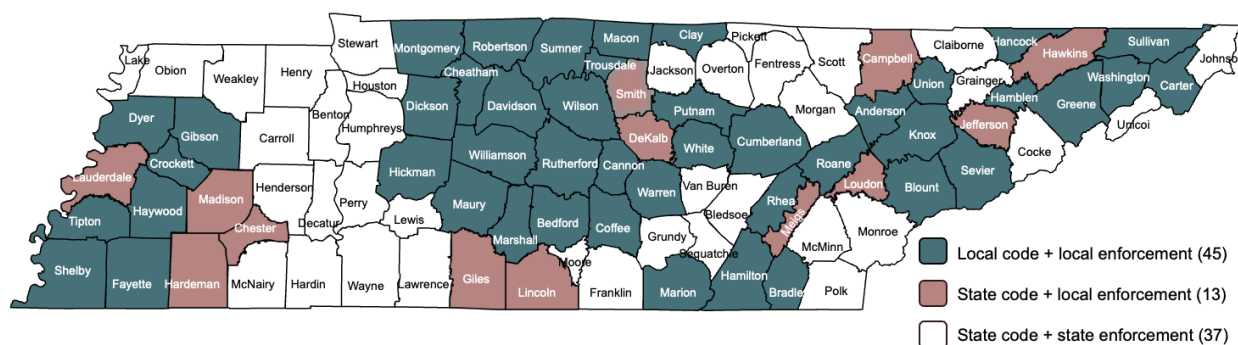 Stewart
Montgomery
Robertson
Sumner
Macon
Clay
Pickett
Claiborne
Hancock
Hawkins
Sullivan
Johnso
Lake
Obion
Weakley
Henry
Houston
Cheatham
Trousdale
Jackson
Overton
Fentress
Scott
Campbell
Union
Grainger
Hamblen
Washington
Carter
Greene
Unicoi
Dyer
Gibson
Carroll
Benton
Humphreys
Dickson
Davidson
Wilson
Smith
Putnam
Morgan
Anderson
Knox
Jefferson
Cocke
Crockett
Lauderdale
Madison
Henderson
Decatur
Perry
Hickman
Williamson
Rutherford
Cannon
DeKalb
White
Cumberland
Roane
Loudon
Blount
Sevier
Tipton
Haywood
Chester
Lewis
Maury
Marshall
Bedford
Coffee
Warren
Van Buren
Bledsoe
Rhea
Meigs
McMinn
Monroe
Shelby
Fayette
Hardeman
McNairy
Hardin
Wayne
Lawrence
Giles
Lincoln
Moore
Franklin
Grundy
Sequatchie
Marion
Hamilton
Bradley
Polk
Local code + local enforcement (45)
State code + local enforcement (13)
State code + state enforcement (37)